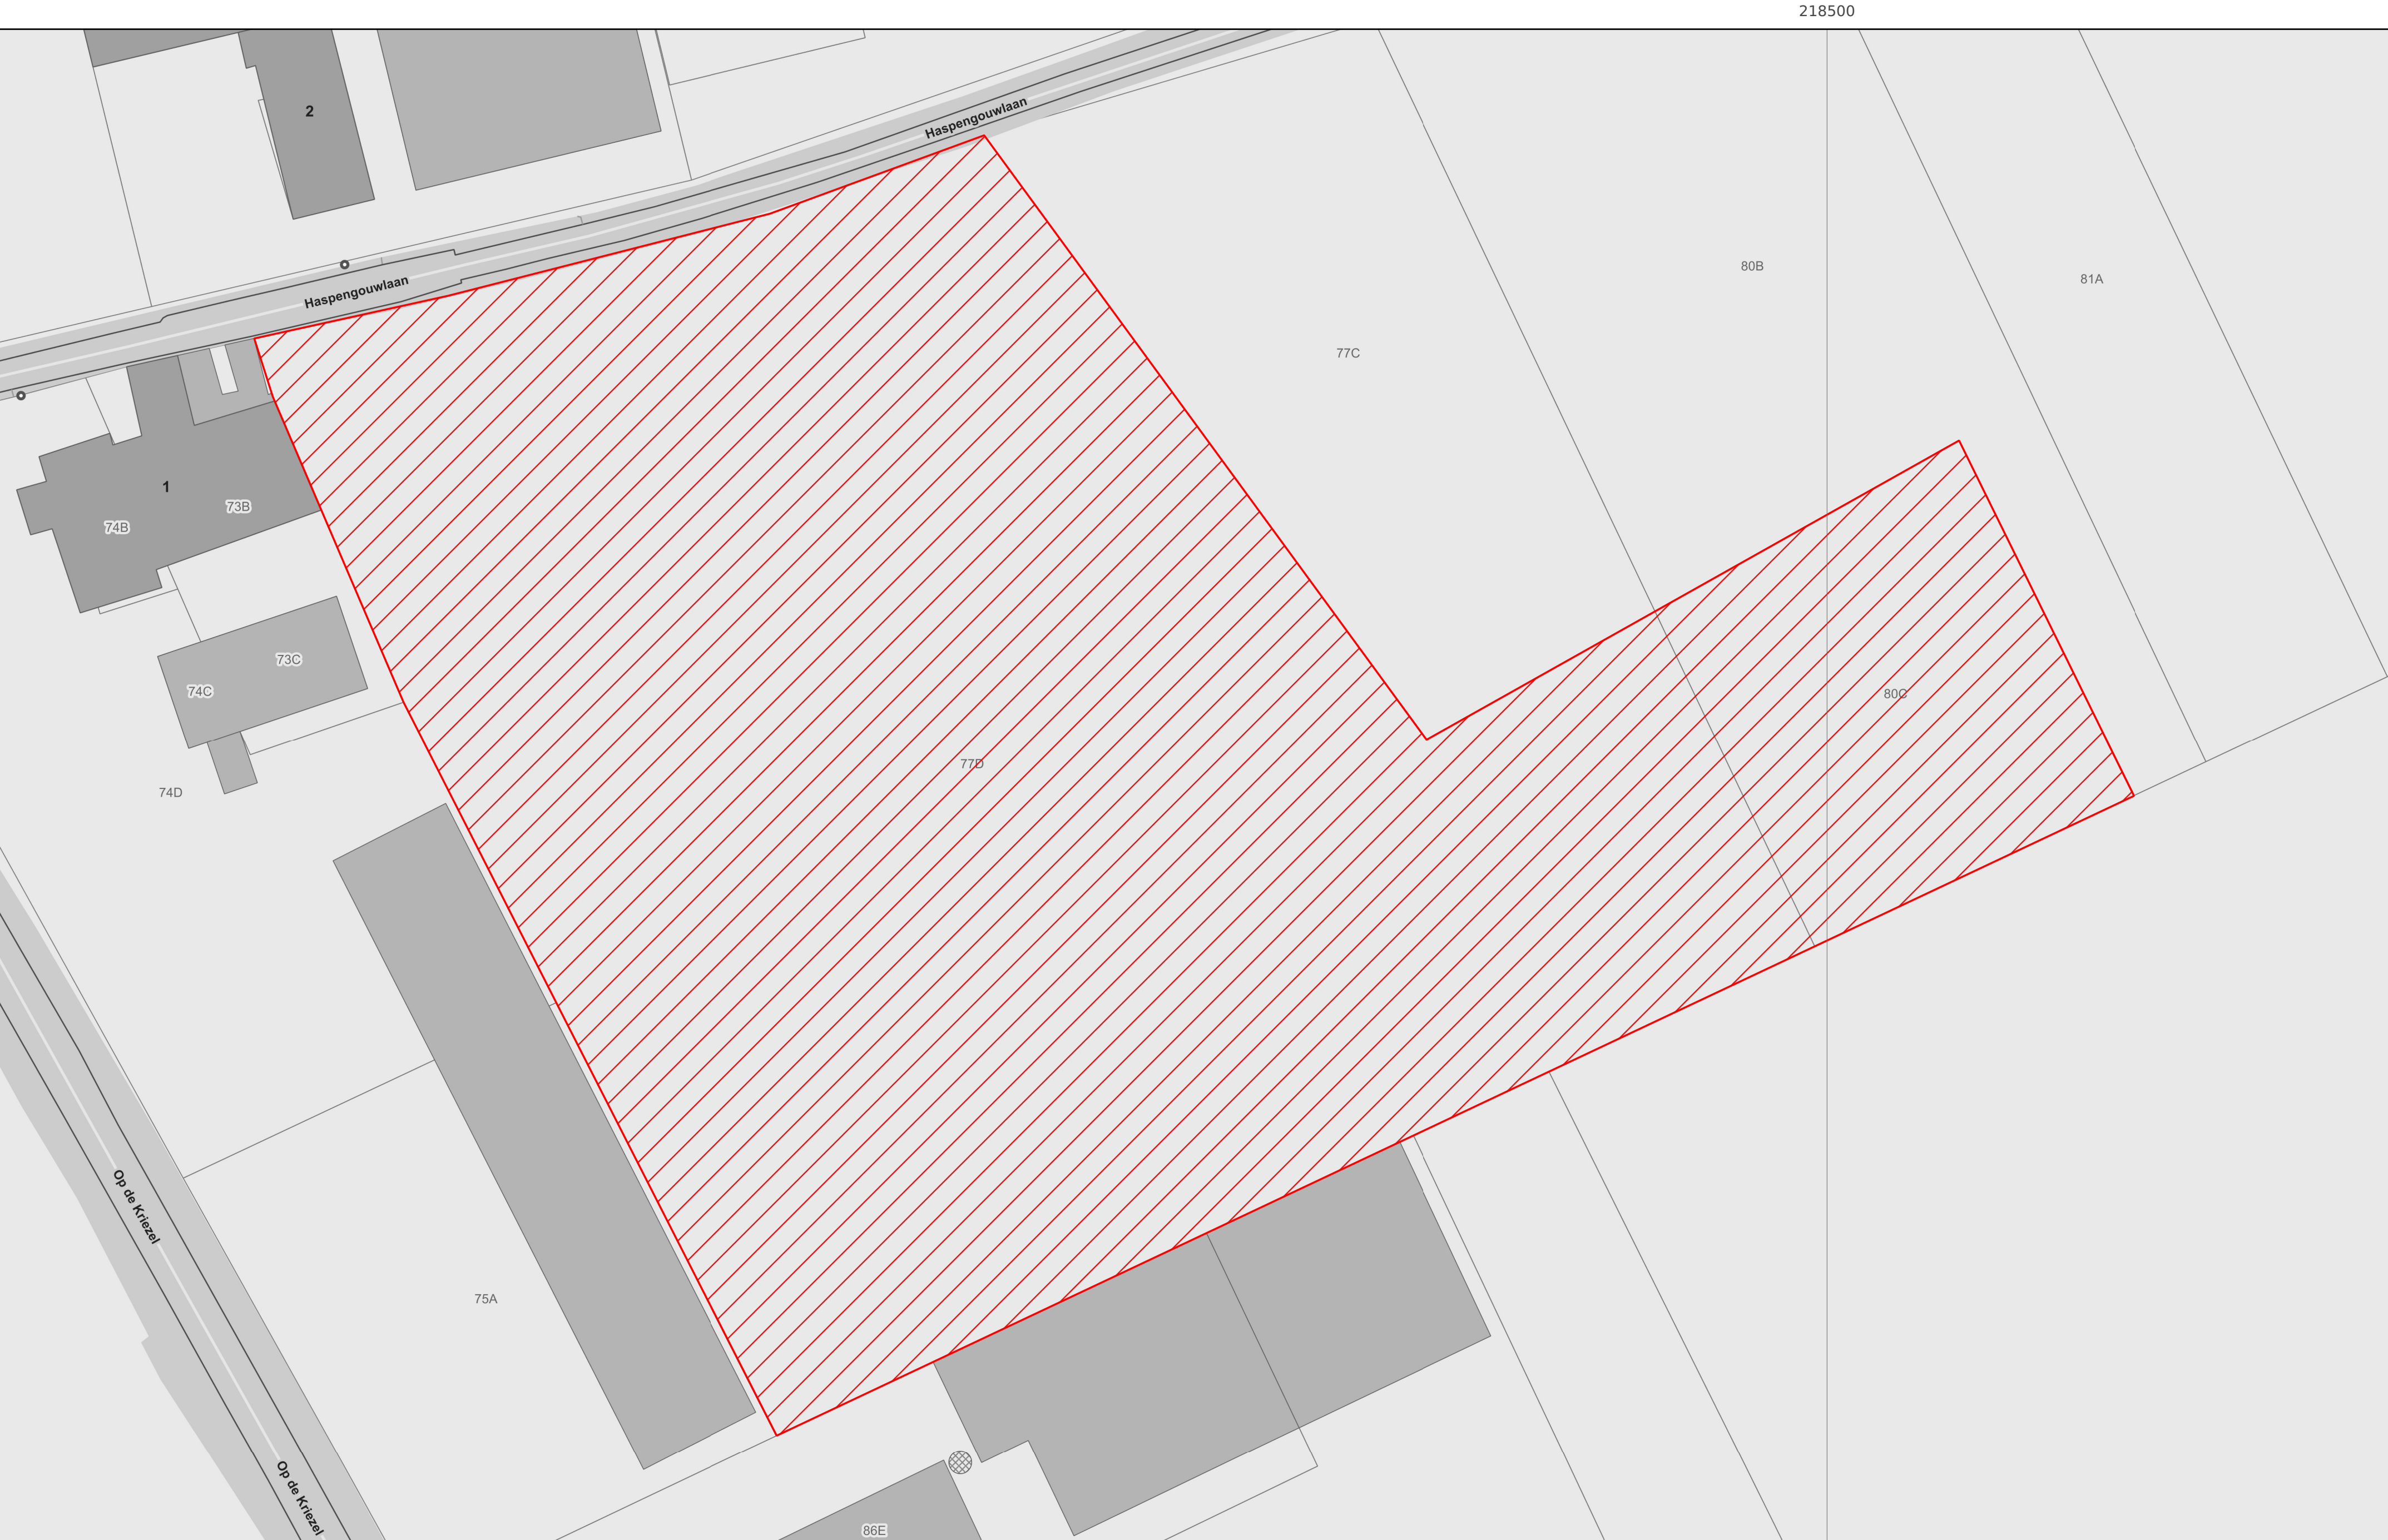 218500
2
Haspengouwlaan
80B
81A
Haspengouwlaan
77C
1
73B
74B
73C
74C
80C
77D
74D
Op de Kriezel
75A
Op de Kriezel
86E